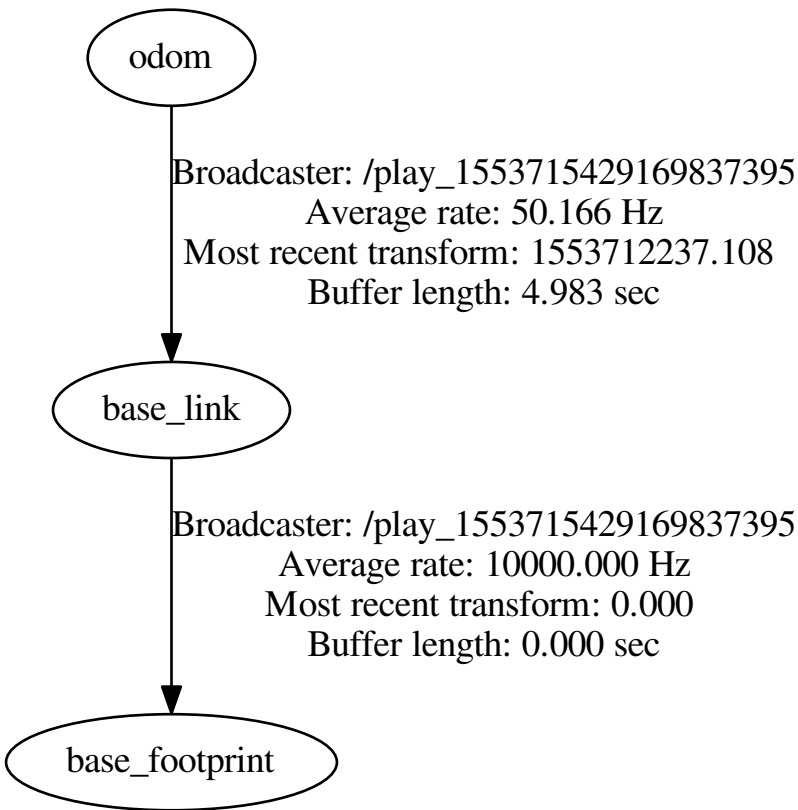 odom
Broadcaster: /play_1553715429169837395
Average rate: 50.166 Hz
Most recent transform: 1553712237.108
Buffer length: 4.983 sec
base_link
Broadcaster: /play_1553715429169837395
Average rate: 10000.000 Hz
Most recent transform: 0.000
Buffer length: 0.000 sec
base_footprint